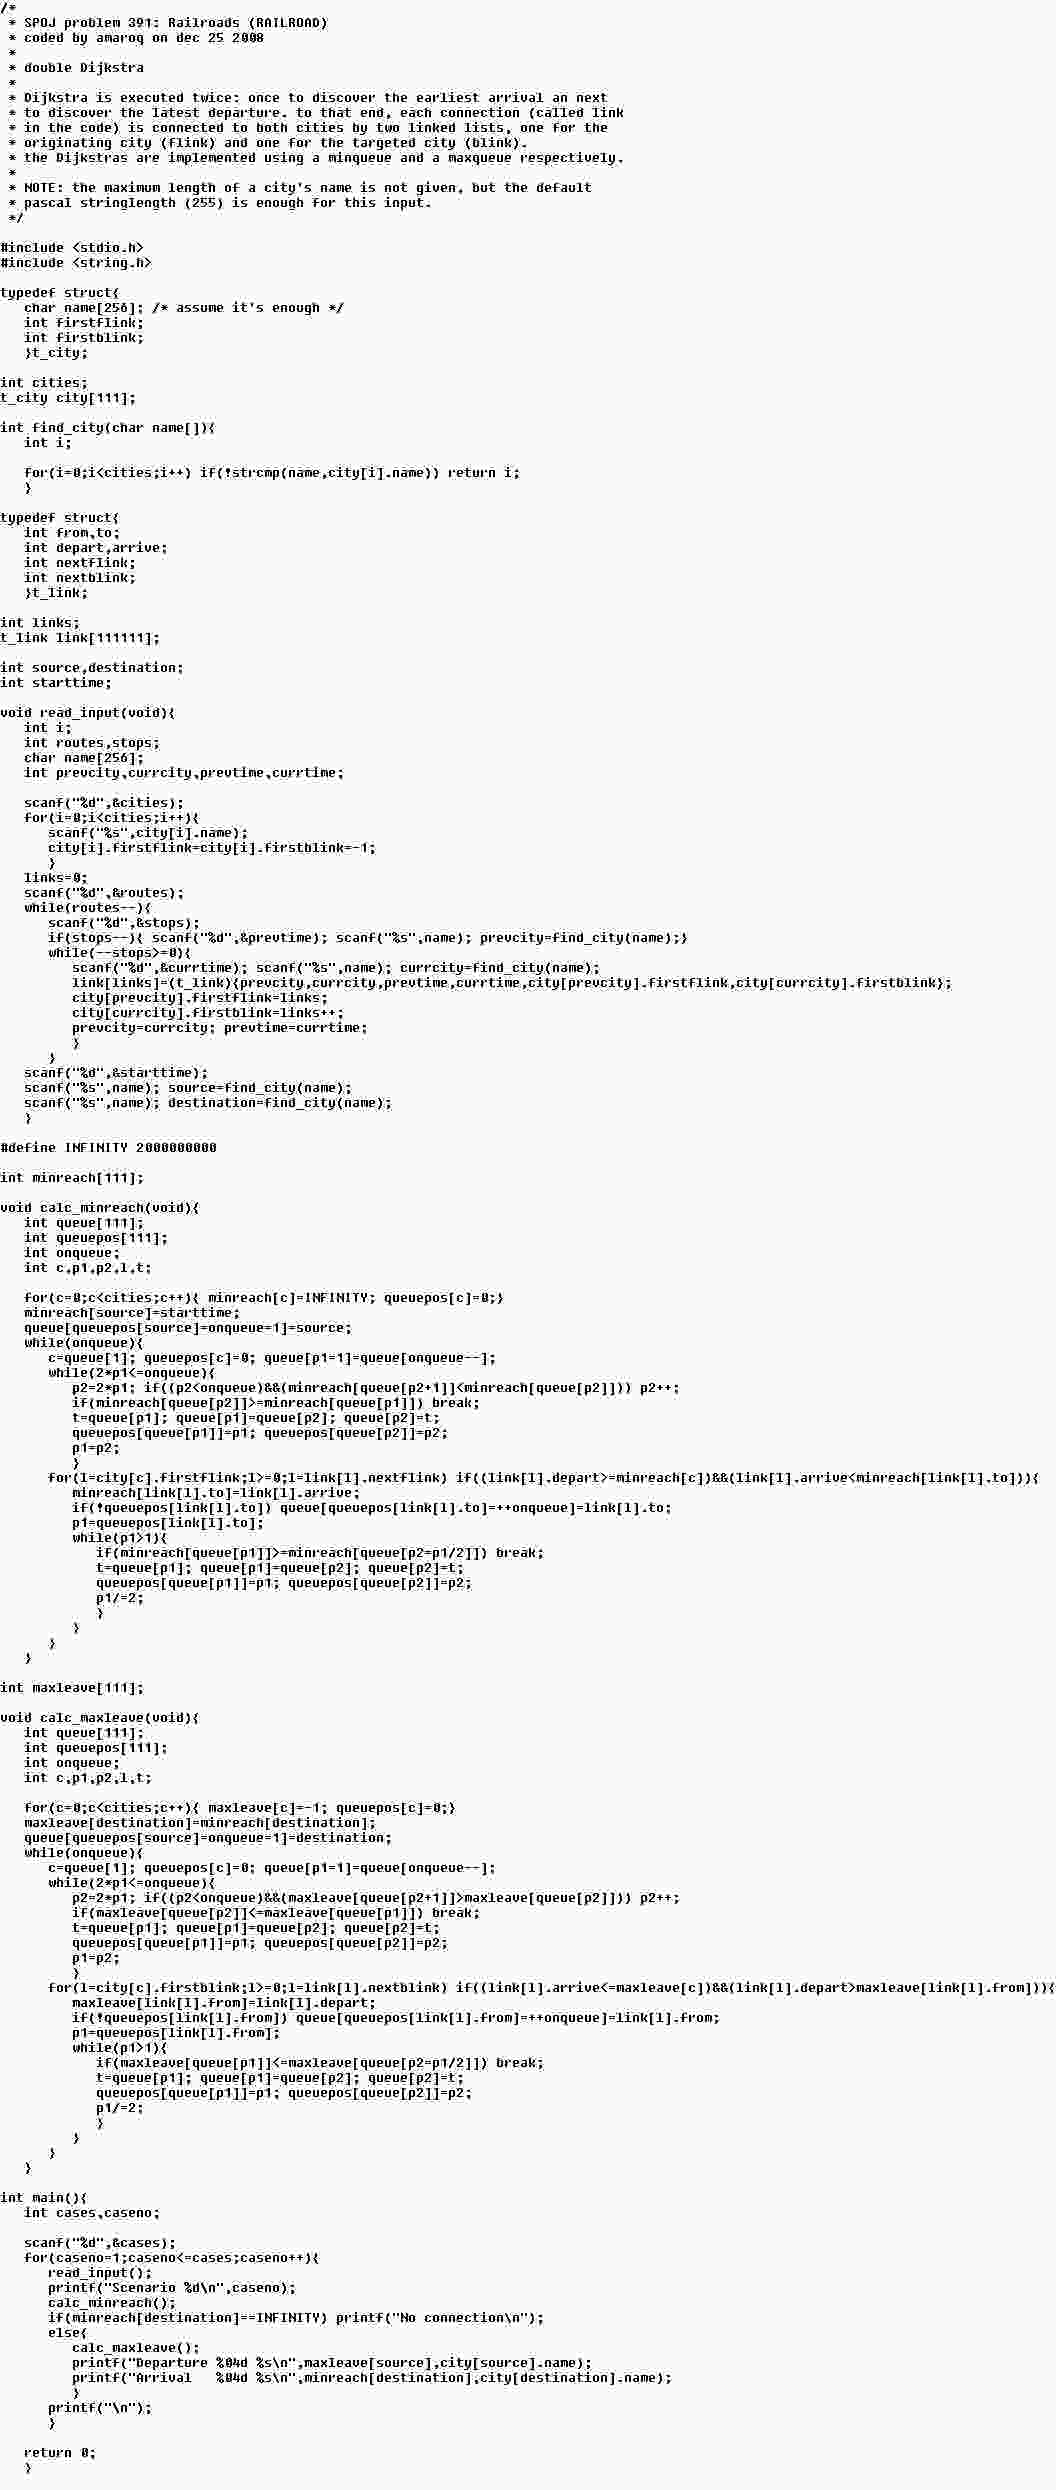 /*
 * SPOJ problem 391: Railroads (RAILROAD)
 * coded by amaroq on dec 25 2008
 *
 * double Dijkstra
 *
 * Dijkstra is executed twice: once to discover the earliest arrival an next
 * to discover the latest departure. to that end, each connection (called link
 * in the code) is connected to both cities by two linked lists, one for the
 * originating city (flink) and one for the targeted city (blink).
 * the Dijkstras are implemented using a minqueue and a maxqueue respectively.
 *
 * NOTE: the maximum length of a city's name is not given, but the default
 * pascal stringlength (255) is enough for this input.
 */

#include <stdio.h>
#include <string.h>

typedef struct{
   char name[256]; /* assume it's enough */
   int firstflink;
   int firstblink;
   }t_city;

int cities;
t_city city[111];

int find_city(char name[]){
   int i;

   for(i=0;i<cities;i++) if(!strcmp(name,city[i].name)) return i;
   }

typedef struct{
   int from,to;
   int depart,arrive;
   int nextflink;
   int nextblink;
   }t_link;

int links;
t_link link[111111];

int source,destination;
int starttime;

void read_input(void){
   int i;
   int routes,stops;
   char name[256];
   int prevcity,currcity,prevtime,currtime;

   scanf("%d",&cities);
   for(i=0;i<cities;i++){
      scanf("%s",city[i].name);
      city[i].firstflink=city[i].firstblink=-1;
      }
   links=0;
   scanf("%d",&routes);
   while(routes--){
      scanf("%d",&stops);
      if(stops--){ scanf("%d",&prevtime); scanf("%s",name); prevcity=find_city(name);}
      while(--stops>=0){
         scanf("%d",&currtime); scanf("%s",name); currcity=find_city(name);
         link[links]=(t_link){prevcity,currcity,prevtime,currtime,city[prevcity].firstflink,city[currcity].firstblink};
         city[prevcity].firstflink=links;
         city[currcity].firstblink=links++;
         prevcity=currcity; prevtime=currtime;
         }
      }
   scanf("%d",&starttime);
   scanf("%s",name); source=find_city(name);
   scanf("%s",name); destination=find_city(name);
   }

#define INFINITY 2000000000

int minreach[111];

void calc_minreach(void){
   int queue[111];
   int queuepos[111];
   int onqueue;
   int c,p1,p2,l,t;

   for(c=0;c<cities;c++){ minreach[c]=INFINITY; queuepos[c]=0;}
   minreach[source]=starttime;
   queue[queuepos[source]=onqueue=1]=source;
   while(onqueue){
      c=queue[1]; queuepos[c]=0; queue[p1=1]=queue[onqueue--];
      while(2*p1<=onqueue){
         p2=2*p1; if((p2<onqueue)&&(minreach[queue[p2+1]]<minreach[queue[p2]])) p2++;
         if(minreach[queue[p2]]>=minreach[queue[p1]]) break;
         t=queue[p1]; queue[p1]=queue[p2]; queue[p2]=t;
         queuepos[queue[p1]]=p1; queuepos[queue[p2]]=p2;
         p1=p2;
         }
      for(l=city[c].firstflink;l>=0;l=link[l].nextflink) if((link[l].depart>=minreach[c])&&(link[l].arrive<minreach[link[l].to])){
         minreach[link[l].to]=link[l].arrive;
         if(!queuepos[link[l].to]) queue[queuepos[link[l].to]=++onqueue]=link[l].to;
         p1=queuepos[link[l].to];
         while(p1>1){
            if(minreach[queue[p1]]>=minreach[queue[p2=p1/2]]) break;
            t=queue[p1]; queue[p1]=queue[p2]; queue[p2]=t;
            queuepos[queue[p1]]=p1; queuepos[queue[p2]]=p2;
            p1/=2;
            }
         }
      }
   }

int maxleave[111];

void calc_maxleave(void){
   int queue[111];
   int queuepos[111];
   int onqueue;
   int c,p1,p2,l,t;

   for(c=0;c<cities;c++){ maxleave[c]=-1; queuepos[c]=0;}
   maxleave[destination]=minreach[destination];
   queue[queuepos[source]=onqueue=1]=destination;
   while(onqueue){
      c=queue[1]; queuepos[c]=0; queue[p1=1]=queue[onqueue--];
      while(2*p1<=onqueue){
         p2=2*p1; if((p2<onqueue)&&(maxleave[queue[p2+1]]>maxleave[queue[p2]])) p2++;
         if(maxleave[queue[p2]]<=maxleave[queue[p1]]) break;
         t=queue[p1]; queue[p1]=queue[p2]; queue[p2]=t;
         queuepos[queue[p1]]=p1; queuepos[queue[p2]]=p2;
         p1=p2;
         }
      for(l=city[c].firstblink;l>=0;l=link[l].nextblink) if((link[l].arrive<=maxleave[c])&&(link[l].depart>maxleave[link[l].from])){
         maxleave[link[l].from]=link[l].depart;
         if(!queuepos[link[l].from]) queue[queuepos[link[l].from]=++onqueue]=link[l].from;
         p1=queuepos[link[l].from];
         while(p1>1){
            if(maxleave[queue[p1]]<=maxleave[queue[p2=p1/2]]) break;
            t=queue[p1]; queue[p1]=queue[p2]; queue[p2]=t;
            queuepos[queue[p1]]=p1; queuepos[queue[p2]]=p2;
            p1/=2;
            }
         }
      }
   }

int main(){
   int cases,caseno;

   scanf("%d",&cases);
   for(caseno=1;caseno<=cases;caseno++){
      read_input();
      printf("Scenario %d\n",caseno);
      calc_minreach();
      if(minreach[destination]==INFINITY) printf("No connection\n");
      else{
         calc_maxleave();
         printf("Departure %04d %s\n",maxleave[source],city[source].name);
         printf("Arrival   %04d %s\n",minreach[destination],city[destination].name);
         }
      printf("\n");
      }

   return 0;
   }